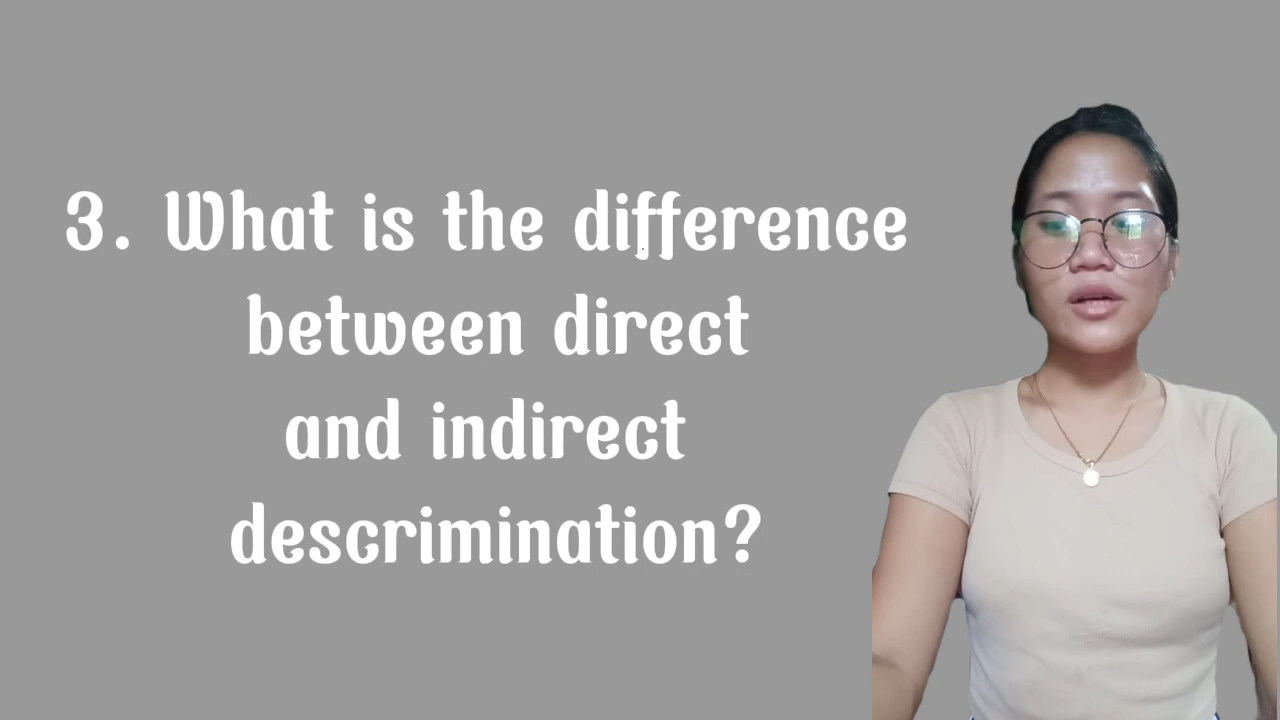 3. What is the difference
between direct
and indirect
descrimination?